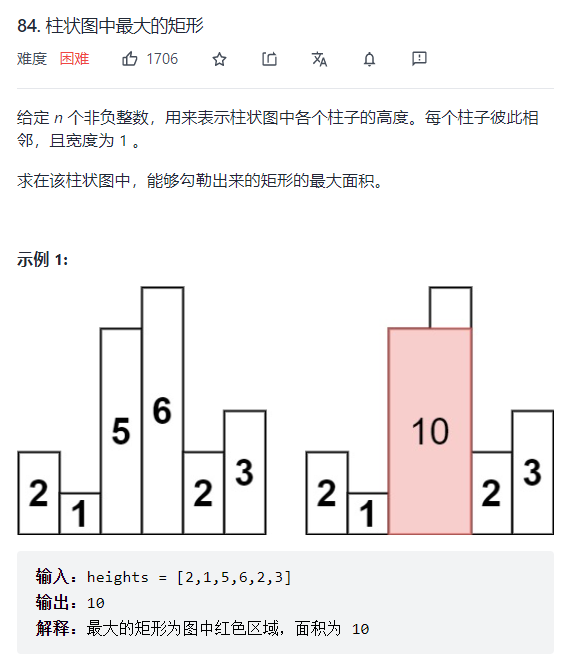 84. 柱状图中最大的矩形
难度 困难 1706
给定 n 个非负整数，用来表示柱状图中各个柱子的高度。每个柱子彼此相
邻，且宽度为 1 。
求在该柱状图中，能够勾勒出来的矩形的最大面积。
示例 1:
2 1 5 6 2 3
2 1 10 2 3
输入：heights = [2,1,5,6,2,3]
输出：10
解释：最大的矩形为图中红色区域，面积为 10